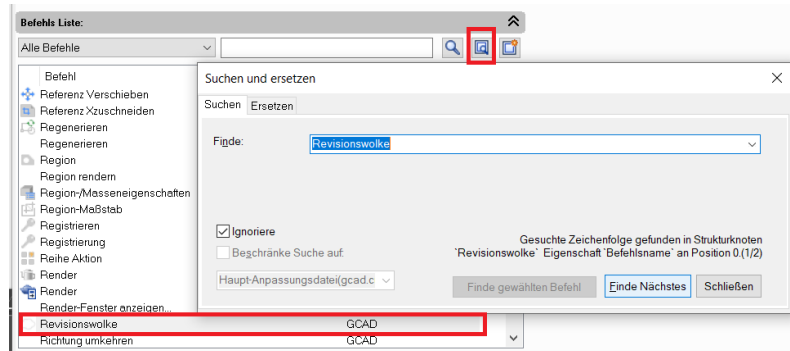 Befehls Liste:
Alle Befehle
Befehl
Referenz Verschieben
Referenz Xzuschneiden
Regenerieren
Regenerieren
Region
Region rendern
Region-/Masseneigenschaften
Region-Maßstab
Registrieren
Registrierung
Reihe Aktion
Render
Render
Render-Fenster anzeigen...
Revisionswolke GCAD
Richtung umkehren GCAD
Suchen und ersetzen
Suchen Ersetzen
Finde: Revisionswolke
Ignoriere
Beschränke Suche auf:
Haupt-Anpassungsdatei(gcad.c
Gesuchte Zeichenfolge gefunden in Strukturknoten
`Revisionswolke` Eigenschaft `Befehlsname` an Position 0.(1/2)
Finde gewählten Befehl Finde Nächstes Schließen